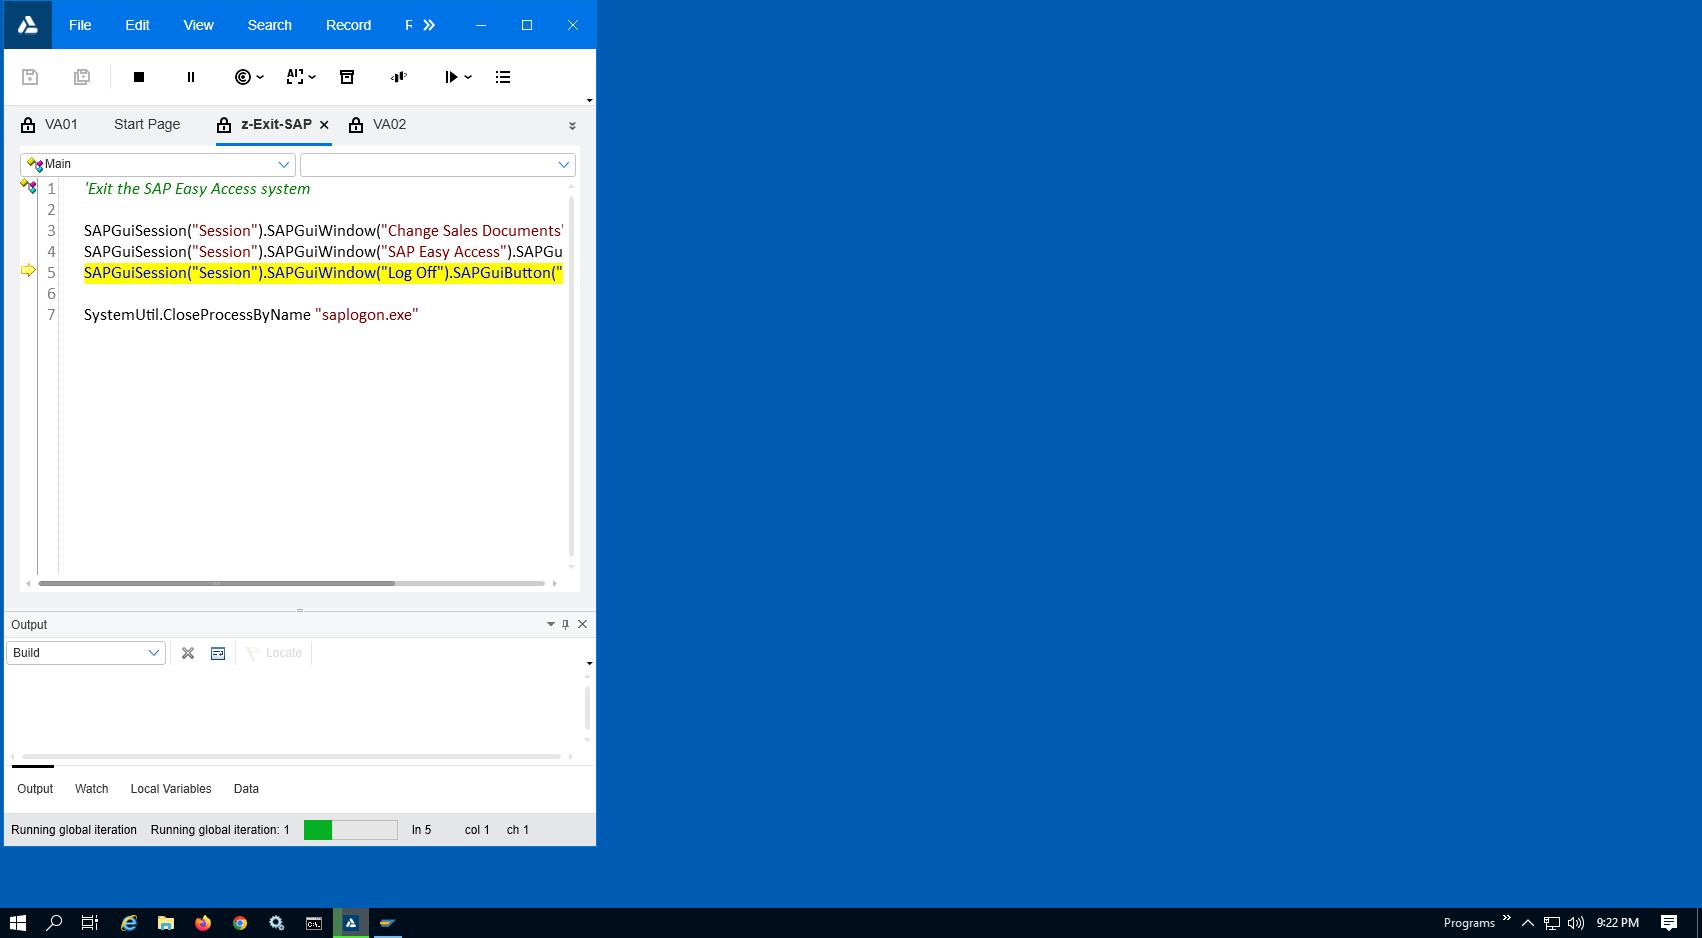 File Edit View Search Record R
VA01 Start Page z-Exit-SAP VA02
Main
1 'Exit the SAP Easy Access system
2
3 SAPGuiSession("Session").SAPGuiWindow("Change Sales Documents"
4 SAPGuiSession("Session").SAPGuiWindow("SAP Easy Access").SAPGu
5 SAPGuiSession("Session").SAPGuiWindow("Log Off").SAPGuiButton("
6
7 SystemUtil.CloseProcessByName "saplogon.exe"
Output
Build Locate
Output Watch Local Variables Data
Running global iteration Running global iteration: 1 ln 5 col 1 ch 1
Programs 9:22 PM